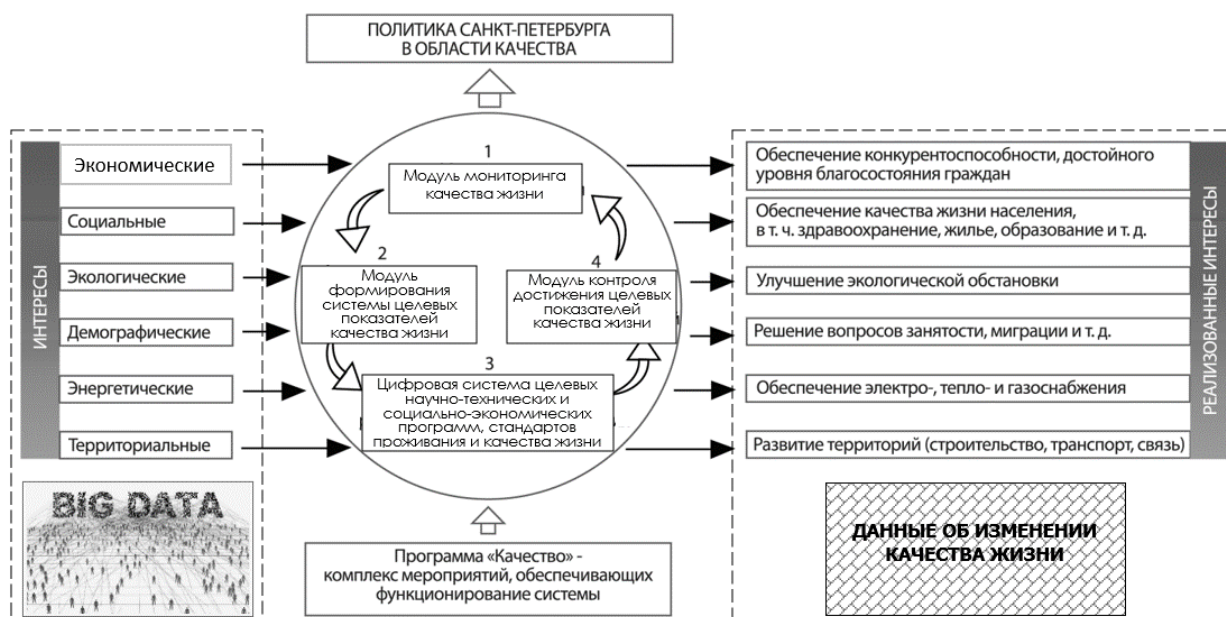 ПОЛИТИКА САНКТ-ПЕТЕРБУРГА
В ОБЛАСТИ КАЧЕСТВА
ИНТЕРЕСЫ
Экономические
Социальные
Экологические
Демографические
Энергетические
Территориальные
BIG DATA
1
Модуль мониторинга
качества жизни
2
Модуль
формирования
системы целевых
показателей
качества жизни
3
Цифровая система целевых
научно-технических и
социально-экономических
программ, стандартов
проживания и качества жизни
4
Модуль контроля
достижения целевых
показателей
качества жизни
Программа «Качество» -
комплекс мероприятий, обеспечивающих
функционирование системы
Обеспечение конкурентоспособности, достойного
уровня благосостояния граждан
Обеспечение качества жизни населения,
в т. ч. здравоохранение, жилье, образование и т. д.
Улучшение экологической обстановки
Решение вопросов занятости, миграции и т. д.
Обеспечение электро-, тепло- и газоснабжения
Развитие территорий (строительство, транспорт, связь)
РЕАЛИЗОВАННЫЕ ИНТЕРЕСЫ
ДАННЫЕ ОБ ИЗМЕНЕНИИ
КАЧЕСТВА ЖИЗНИ